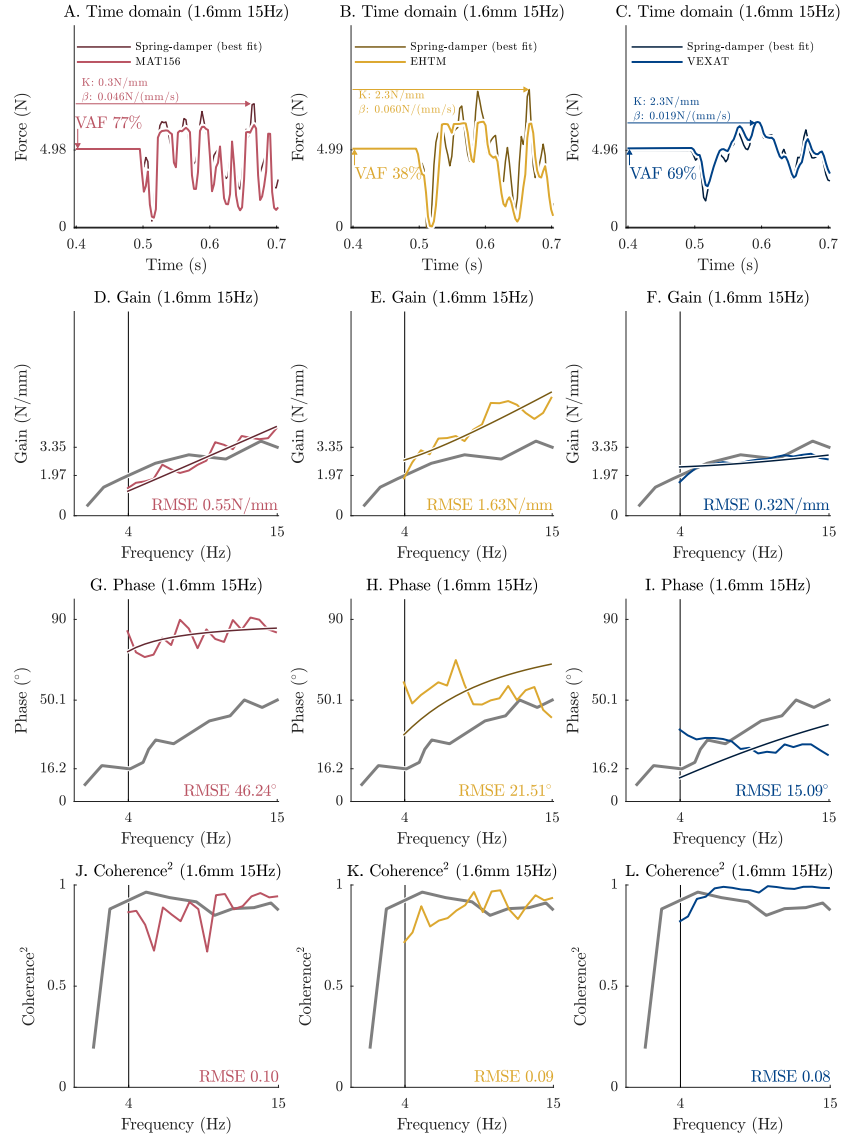 A. Time domain (1.6mm 15Hz)
Spring-damper (best fit)
MAT156
K: 0.3N/mm
β: 0.046N/(mm/s)
VAF 77%
Force (N)
4.98
0
0.4 0.5 0.6 0.7
Time (s)
B. Time domain (1.6mm 15Hz)
Spring-damper (best fit)
EHTM
K: 2.3N/mm
β: 0.060N/(mm/s)
VAF 38%
Force (N)
4.99
0
0.4 0.5 0.6 0.7
Time (s)
C. Time domain (1.6mm 15Hz)
Spring-damper (best fit)
VEXAT
K: 2.3N/mm
β: 0.019N/(mm/s)
VAF 69%
Force (N)
4.96
0
0.4 0.5 0.6 0.7
Time (s)
D. Gain (1.6mm 15Hz)
Gain (N/mm)
3.35
1.97
0
RMSE 0.55N/mm
4 15
Frequency (Hz)
E. Gain (1.6mm 15Hz)
Gain (N/mm)
3.35
1.97
0
RMSE 1.63N/mm
4 15
Frequency (Hz)
F. Gain (1.6mm 15Hz)
Gain (N/mm)
3.35
1.97
0
RMSE 0.32N/mm
4 15
Frequency (Hz)
G. Phase (1.6mm 15Hz)
Phase (°)
90
50.1
16.2
0
RMSE 46.24°
4 15
Frequency (Hz)
H. Phase (1.6mm 15Hz)
Phase (°)
90
50.1
16.2
0
RMSE 21.51°
4 15
Frequency (Hz)
I. Phase (1.6mm 15Hz)
Phase (°)
90
50.1
16.2
0
RMSE 15.09°
4 15
Frequency (Hz)
J. Coherence² (1.6mm 15Hz)
Coherence²
1
0.5
0
RMSE 0.10
4 15
Frequency (Hz)
K. Coherence² (1.6mm 15Hz)
Coherence²
1
0.5
0
RMSE 0.09
4 15
Frequency (Hz)
L. Coherence² (1.6mm 15Hz)
Coherence²
1
0.5
0
RMSE 0.08
4 15
Frequency (Hz)